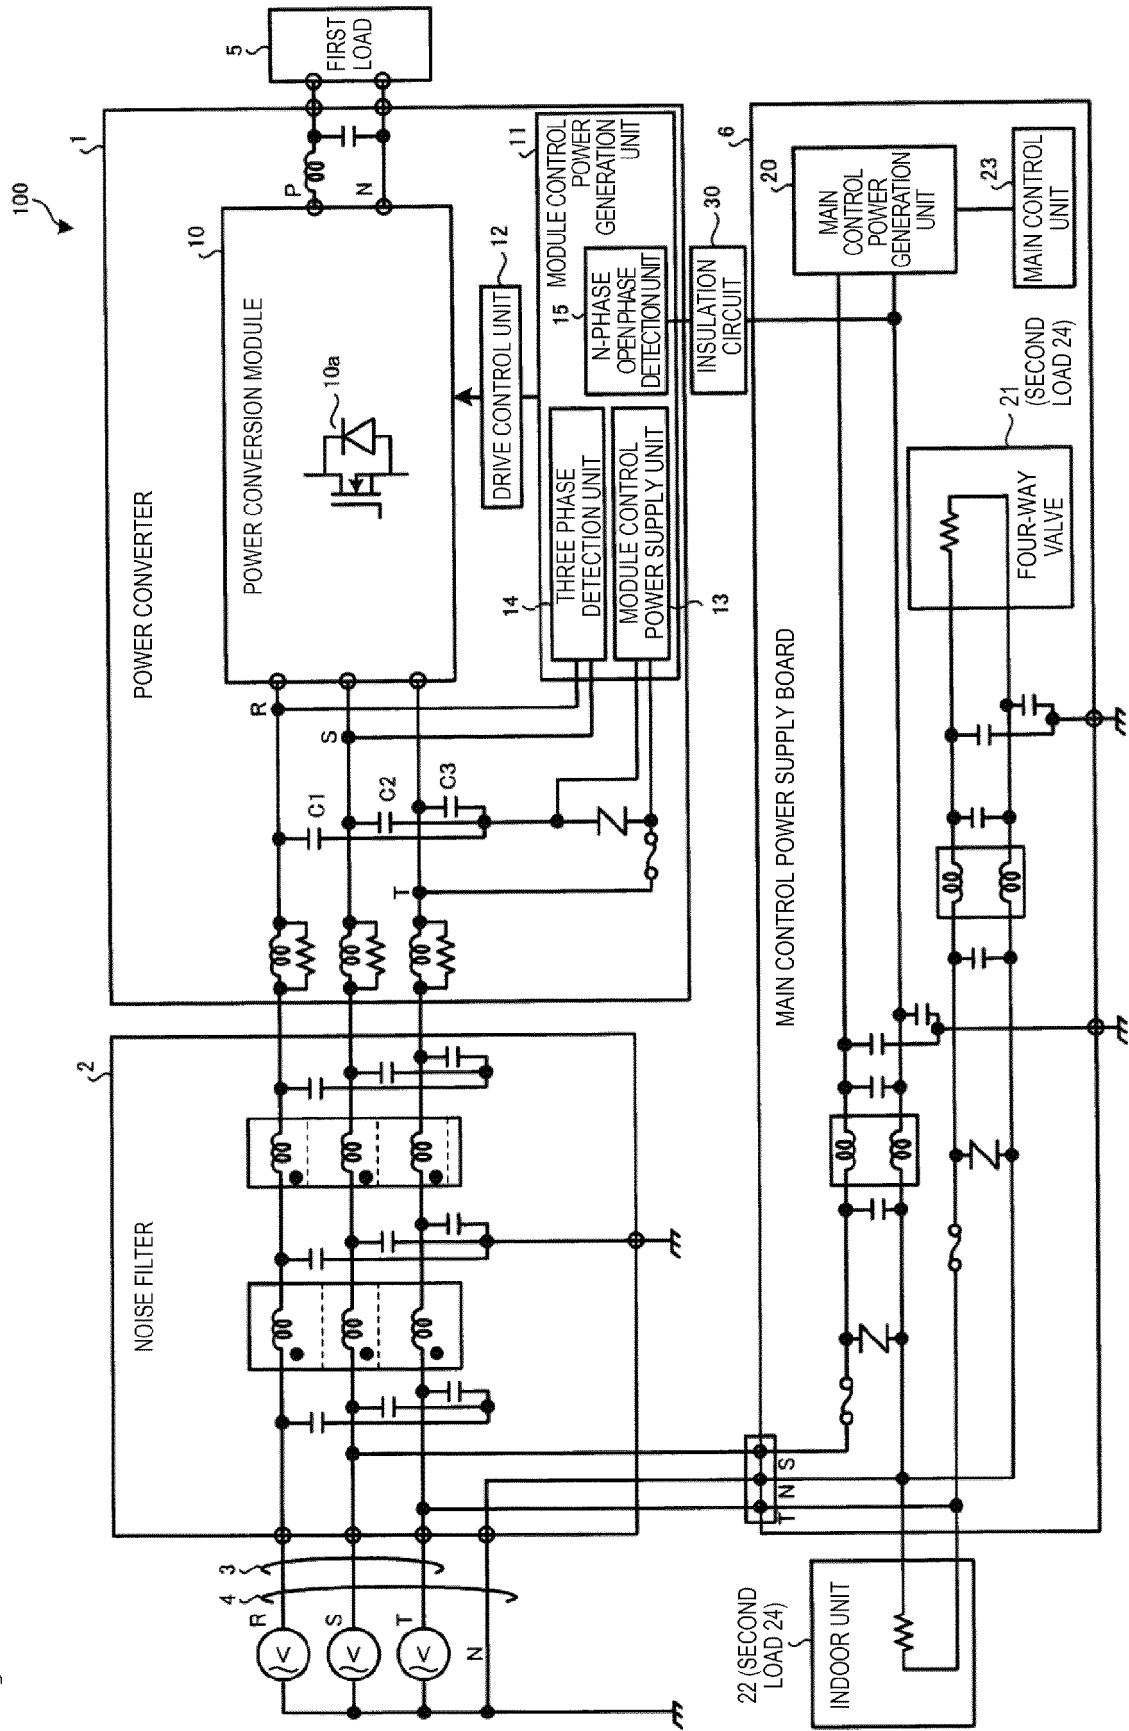 100
1
POWER CONVERTER
10
POWER CONVERSION MODULE
10a
P
N
5
FIRST
LOAD
R
S
T
C1
C2
C3
12
DRIVE CONTROL UNIT
11
MODULE CONTROL
POWER
GENERATION
UNIT
14
THREE PHASE
DETECTION UNIT
15
N-PHASE
OPEN PHASE
DETECTION UNIT
MODULE CONTROL
POWER SUPPLY UNIT
13
30
INSULATION
CIRCUIT
2
NOISE FILTER
3
4
R
S
T
N
6
MAIN CONTROL POWER SUPPLY BOARD
20
MAIN
CONTROL
POWER
GENERATION
UNIT
23
MAIN CONTROL
UNIT
21
(SECOND
LOAD 24)
FOUR-WAY
VALVE
S
N
T
22 (SECOND
LOAD 24)
INDOOR UNIT